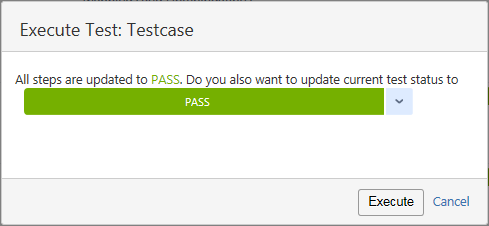 Execute Test: Testcase
All steps are updated to PASS. Do you also want to update current test status to
PASS
Execute Cancel